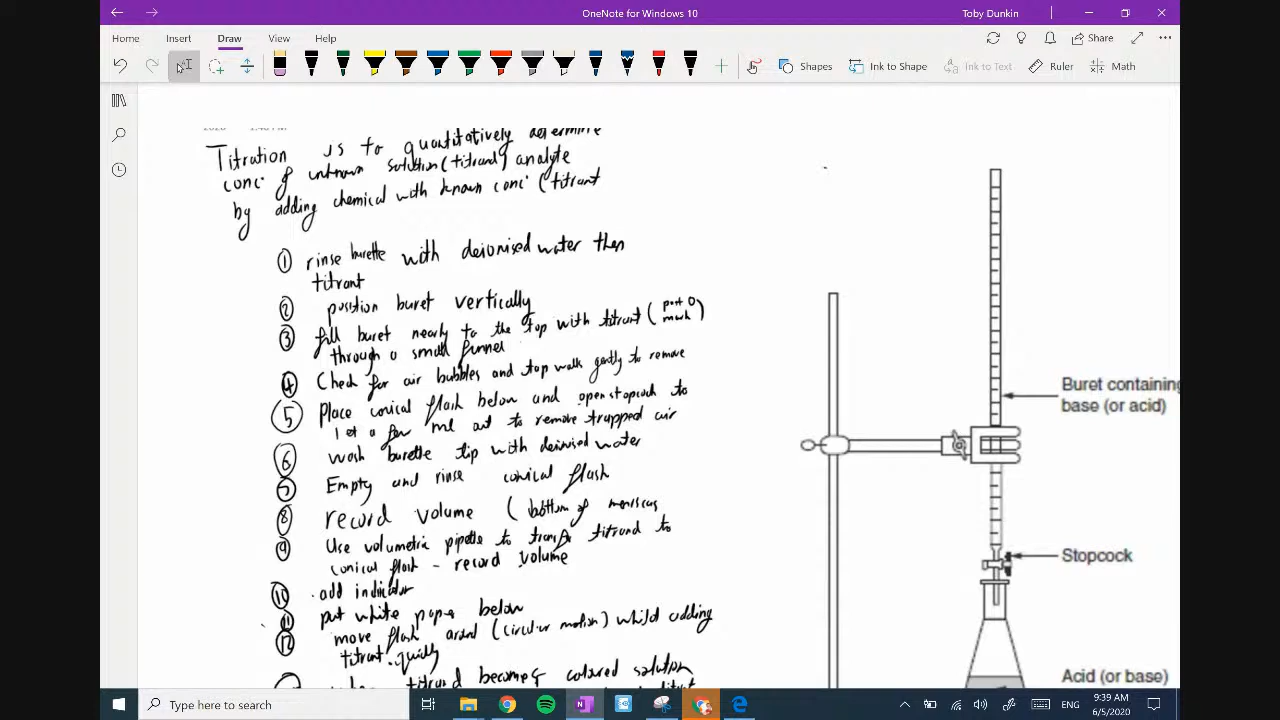 OneNote for Windows 10
Toby Dunkin
Home Insert Draw View Help
Share
Shapes Ink to Shape Ink to Text Ruler Math
Titration is to quantitatively determine
conc of unknown solution (titrand) analyte
by adding chemical with known conc (titrant
① rinse burette with deionised water then
titrant
② position buret vertically
③ fill buret nearly to the top with titrant (past 0 mark)
through a small funnel
④ Check for air bubbles and tap walls gently to remove
⑤ Place conical flask below and open stopcock to
let a few mL out to remove trapped air
⑥ wash burette tip with deionised water
⑦ Empty and rinse conical flask
⑧ record volume (bottom of meniscus
⑨ Use volumetric pipette to transfer titrand to
conical flask - record volume
⑩ add indicator
⑪ put white paper below
⑫ move flask around (circular motion) whilst adding
titrant quickly
titrand becomes coloured solution
Buret containing
base (or acid)
Stopcock
Acid (or base)
Type here to search
ENG
9:39 AM
6/5/2020